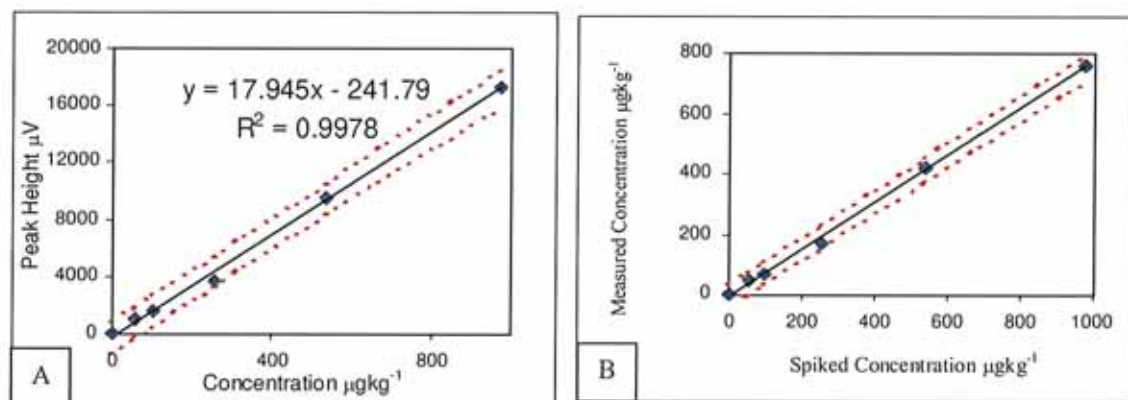 20000
16000
12000
8000
4000
0
Peak Height µV
y = 17.945x - 241.79
R² = 0.9978
0 400 800
Concentration µgkg⁻¹
A
800
600
400
200
0
Measured Concentration µgkg⁻¹
0 200 400 600 800 1000
Spiked Concentration µgkg⁻¹
B